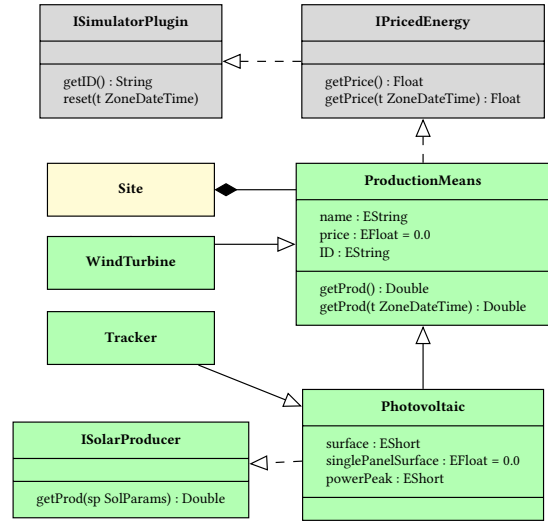 ISimulatorPlugin
getID() : String
reset(t ZoneDateTime)
IPricedEnergy
getPrice() : Float
getPrice(t ZoneDateTime) : Float
Site
ProductionMeans
name : EString
price : EFloat = 0.0
ID : EString
getProd() : Double
getProd(t ZoneDateTime) : Double
WindTurbine
Tracker
Photovoltaic
surface : EShort
singlePanelSurface : EFloat = 0.0
powerPeak : EShort
ISolarProducer
getProd(sp SolParams) : Double